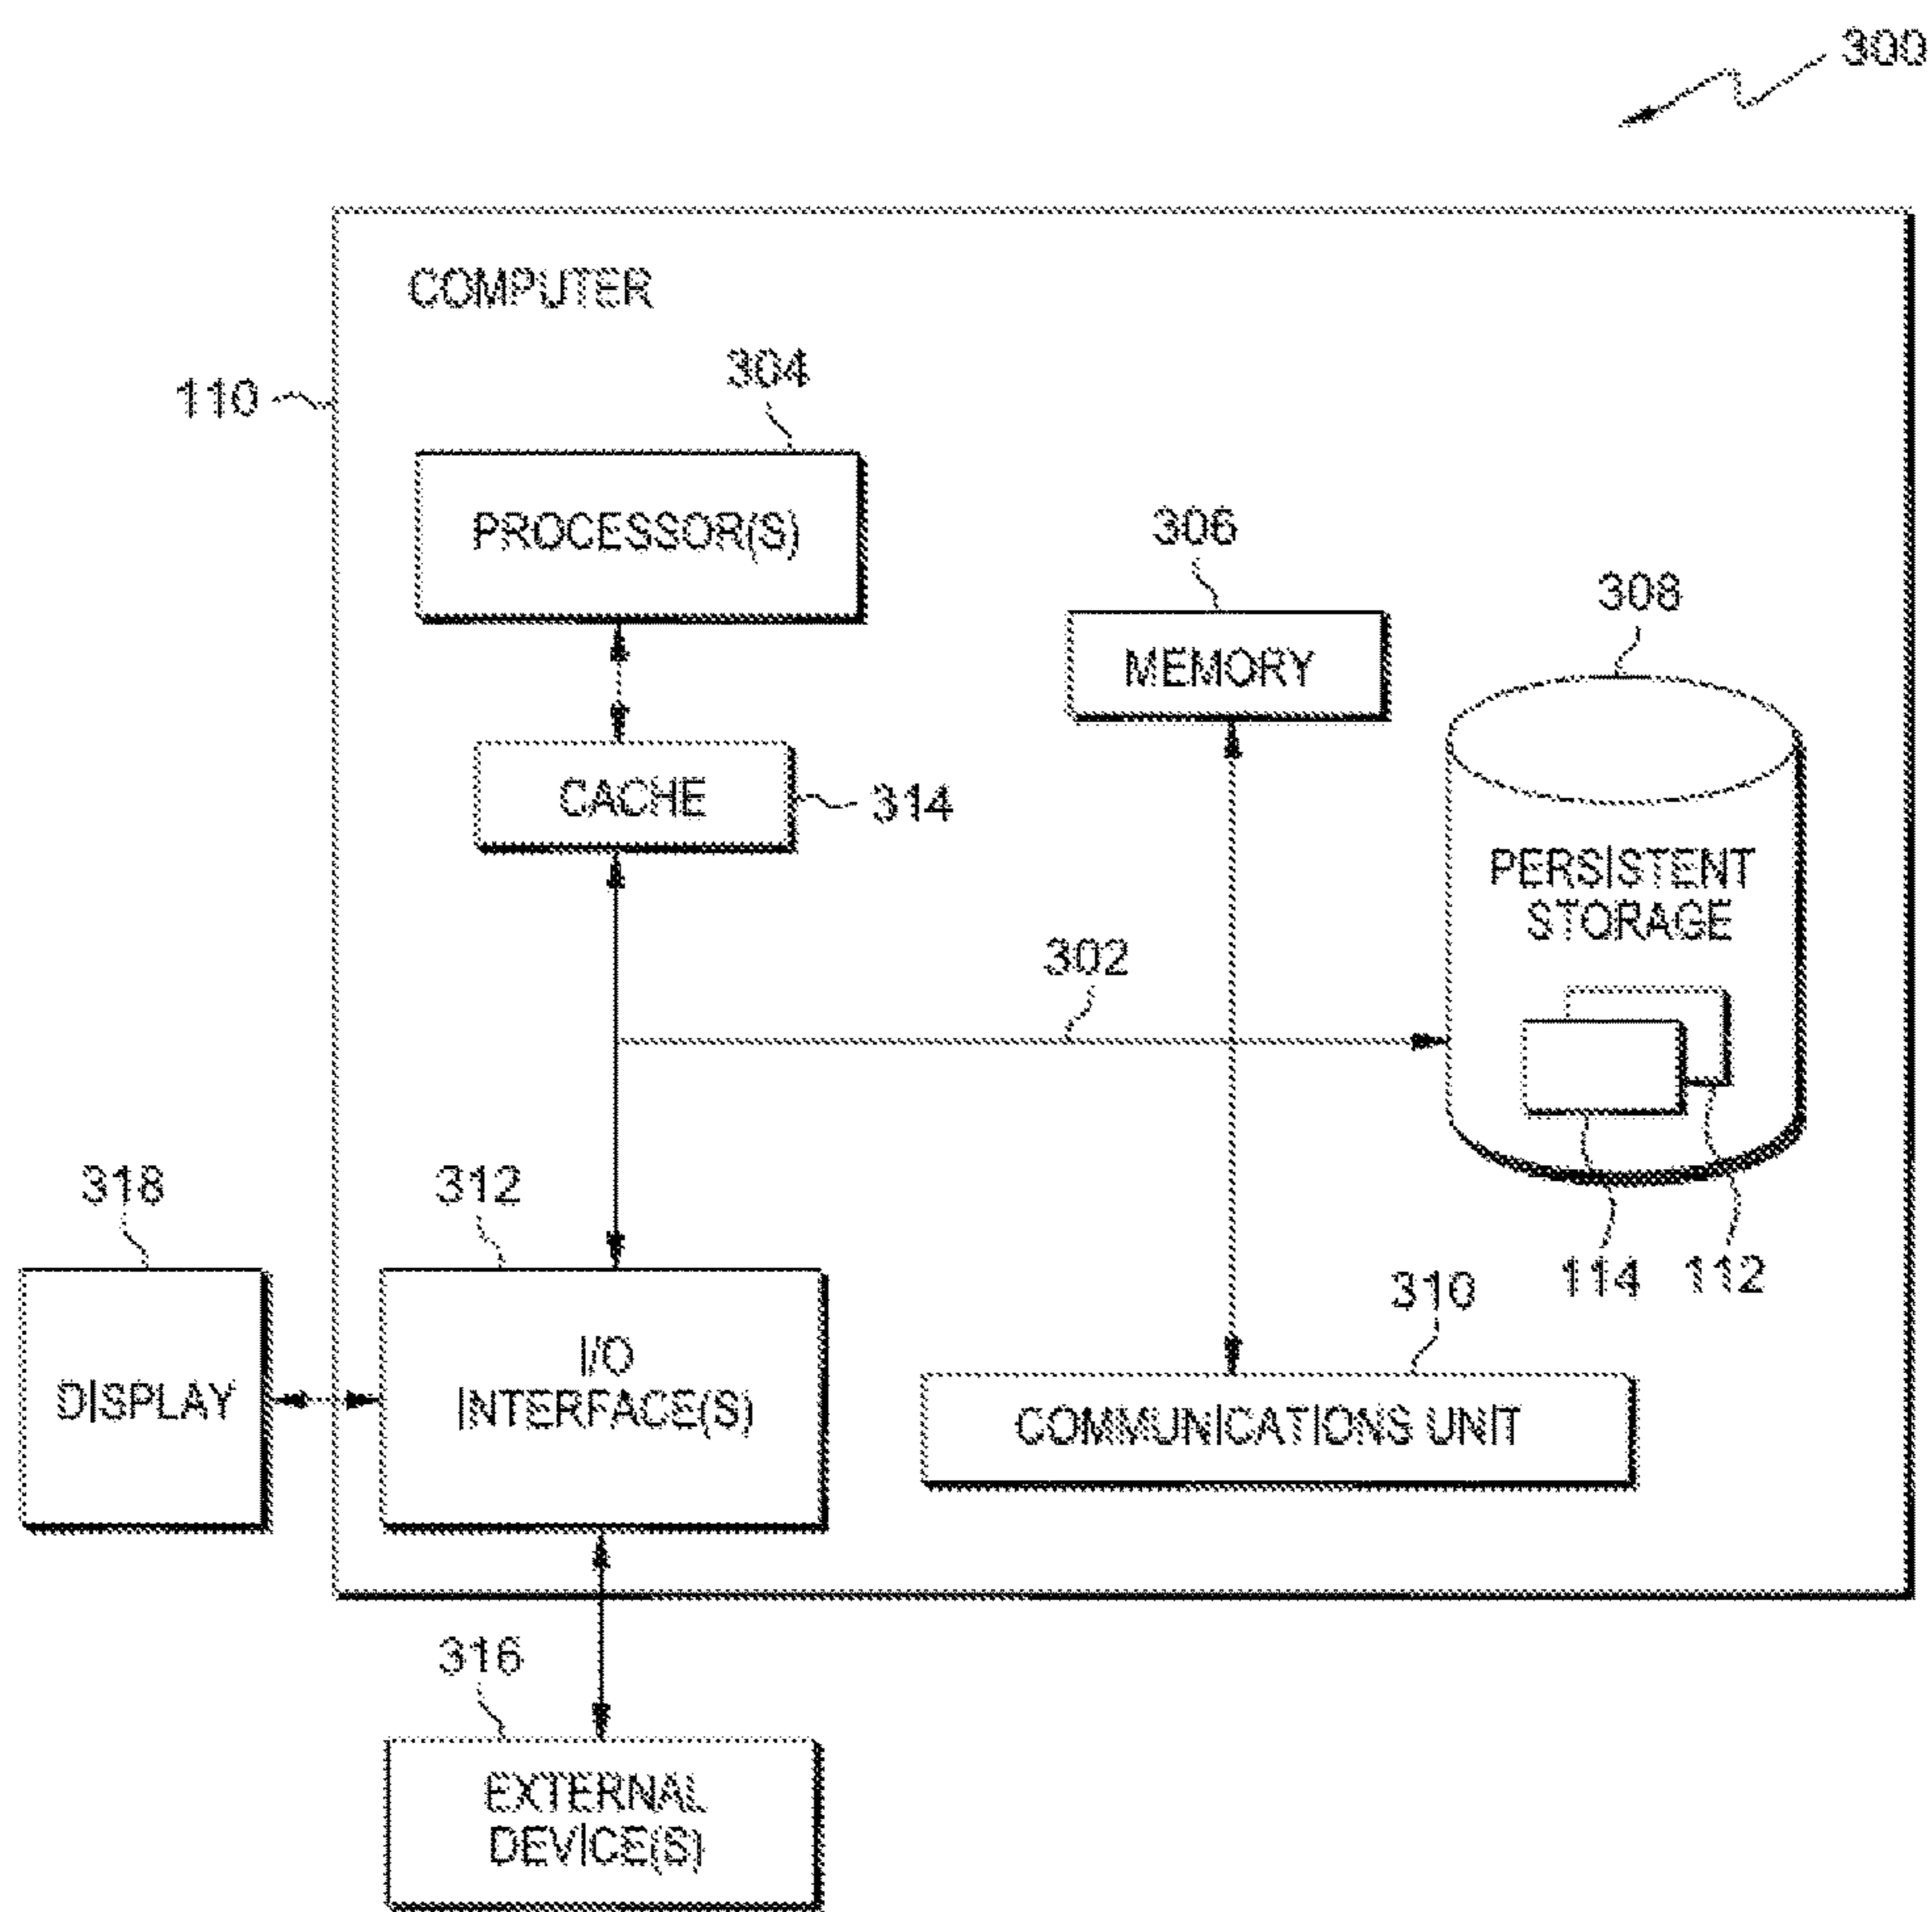 300
COMPUTER
110
304
PROCESSOR(S)
306
MEMORY
308
CACHE
314
PERSISTENT
STORAGE
302
318
312
114
112
310
DISPLAY
I/O
INTERFACE(S)
COMMUNICATIONS UNIT
316
EXTERNAL
DEVICE(S)